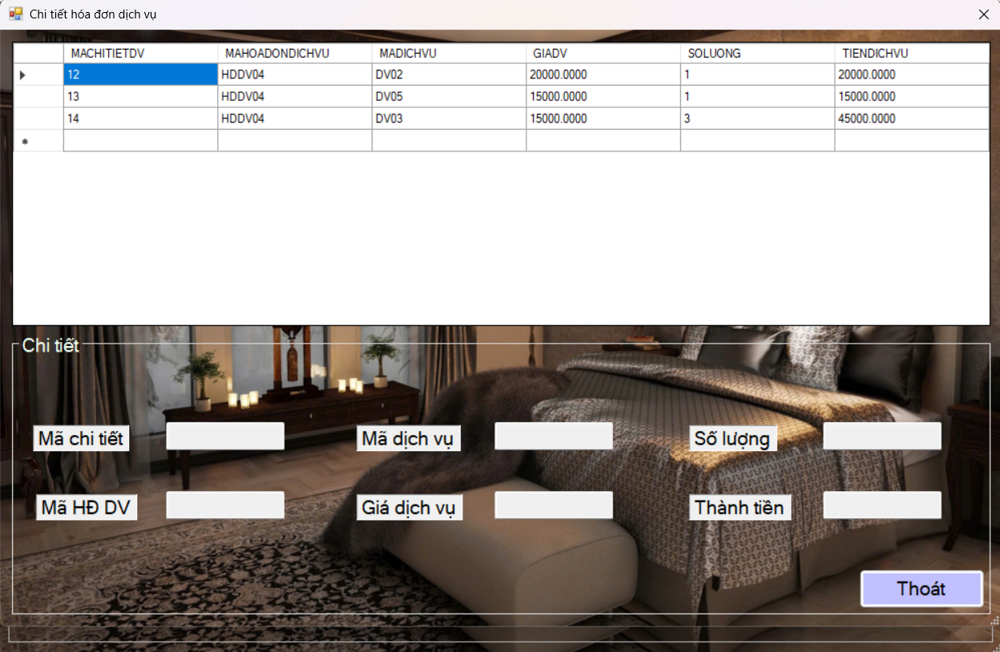 Chi tiết hóa đơn dịch vụ
MACHITIETDV MAHOADONDICHVU MADICHVU GIADV SOLUONG TIENDICHVU
12 HDDV04 DV02 20000.0000 1 20000.0000
13 HDDV04 DV05 15000.0000 1 15000.0000
14 HDDV04 DV03 15000.0000 3 45000.0000
Chi tiết
Mã chi tiết Mã dịch vụ Số lượng
Mã HĐ DV Giá dịch vụ Thành tiền
Thoát